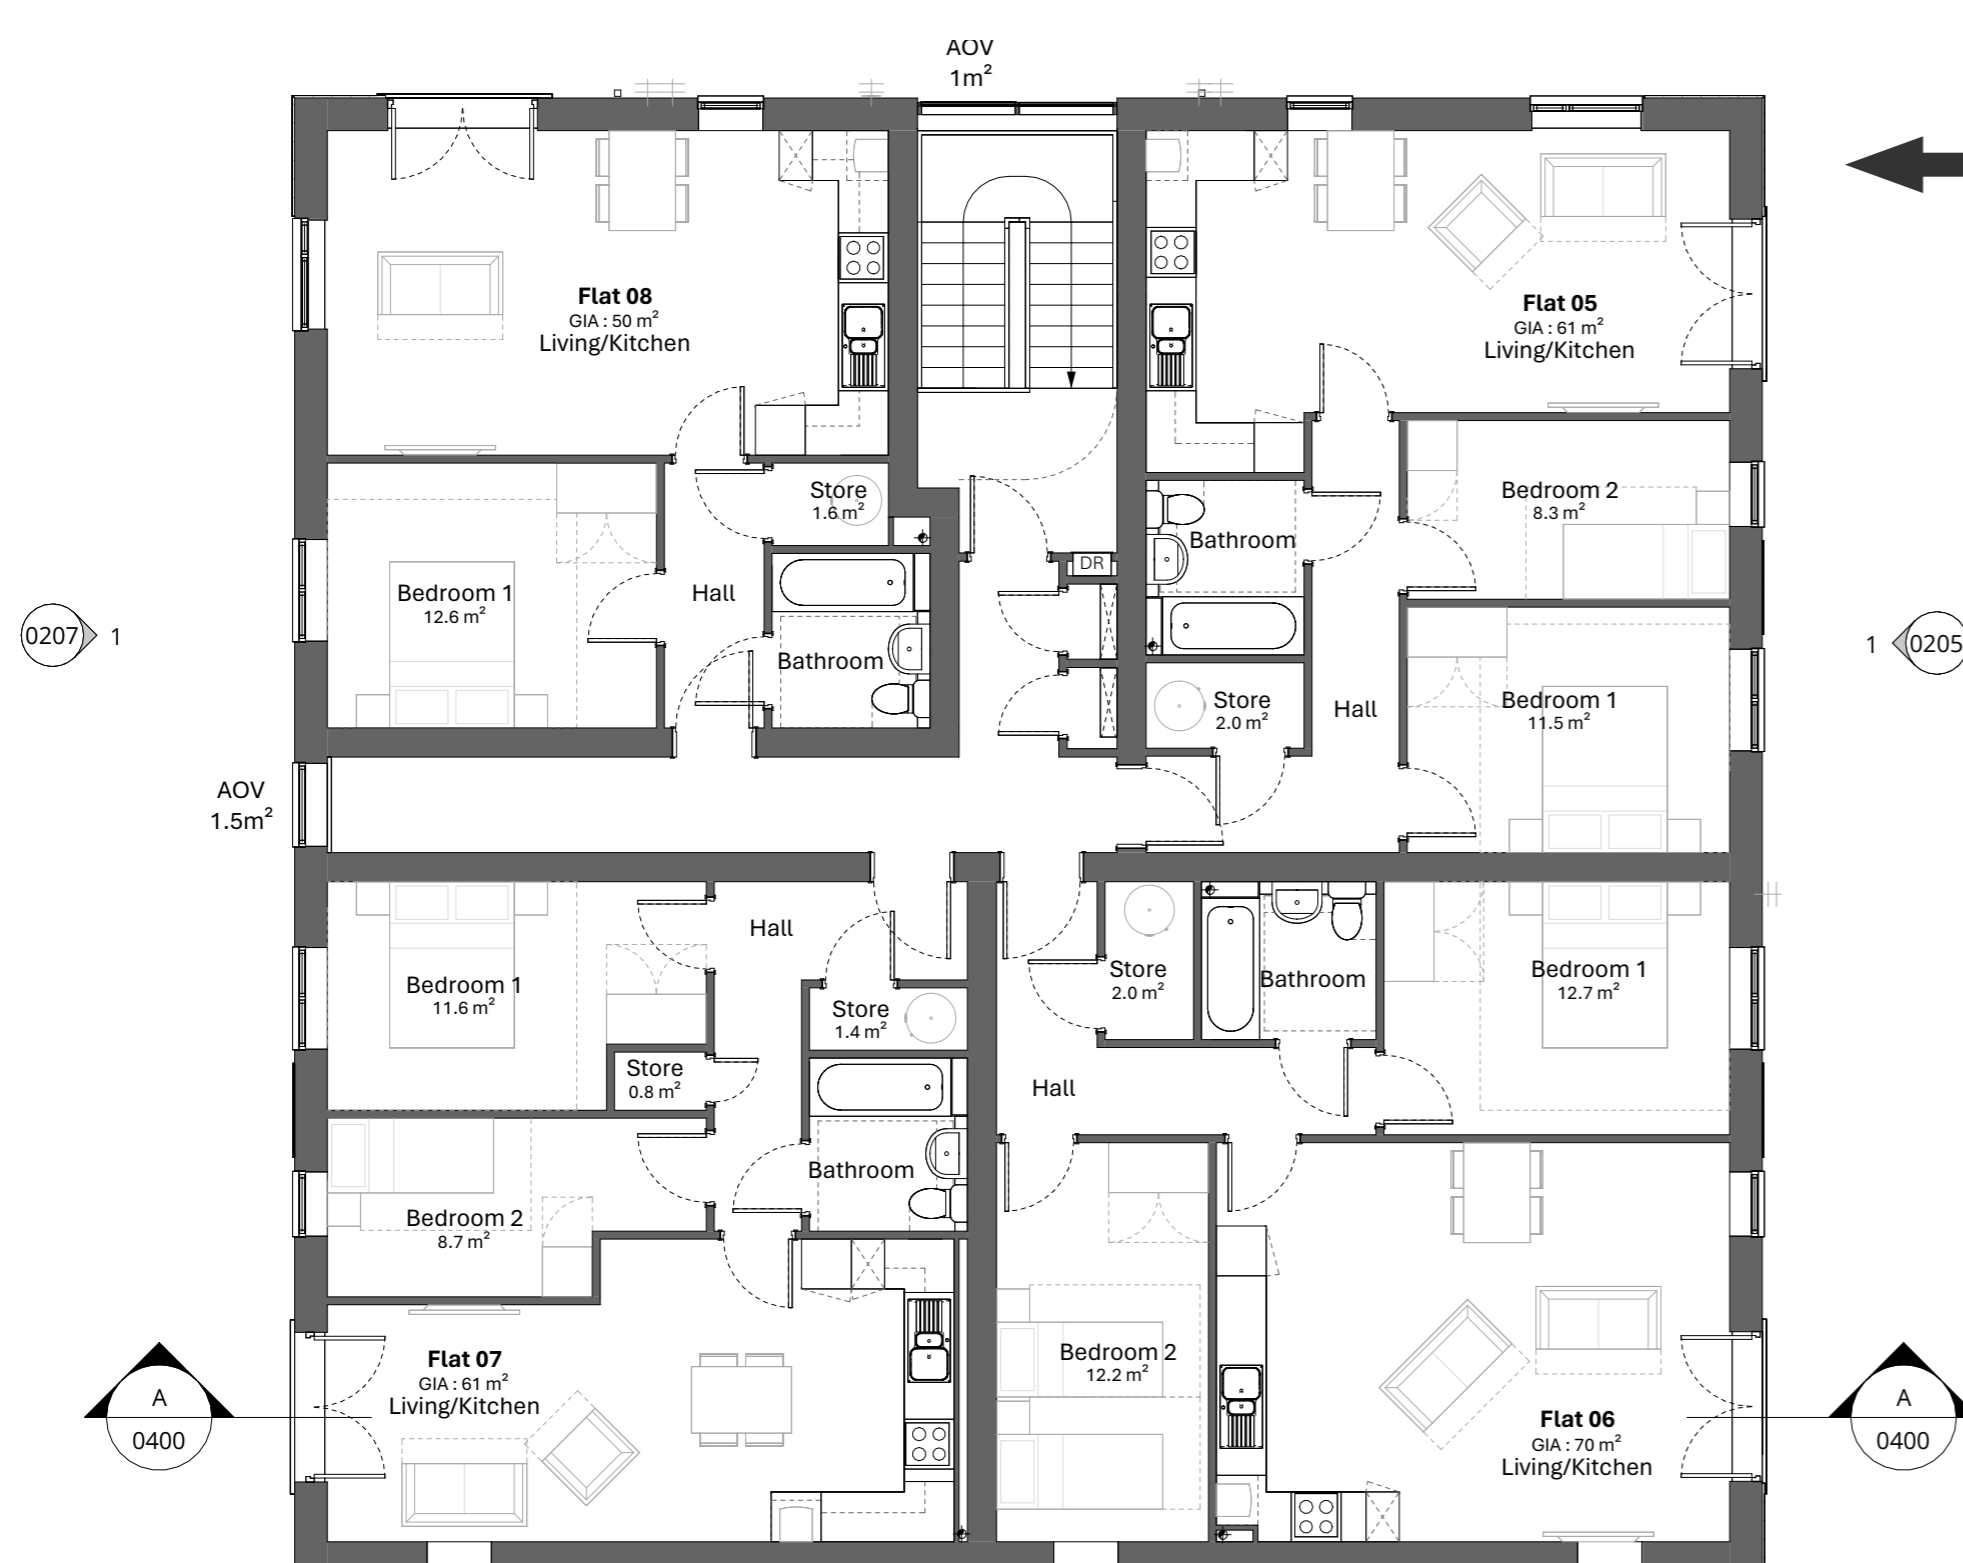 AOV
1m²
Flat 08
GIA : 50 m²
Living/Kitchen
Flat 05
GIA : 61 m²
Living/Kitchen
Store
1.6 m²
Bedroom 2
8.3 m²
Bathroom
DR
Bedroom 1
12.6 m²
Hall
0207
1
1
0205
Bathroom
Store
2.0 m²
Hall
Bedroom 1
11.5 m²
AOV
1.5m²
Hall
Bedroom 1
11.6 m²
Store
1.4 m²
Store
2.0 m²
Bathroom
Bedroom 1
12.7 m²
Store
0.8 m²
Hall
Bathroom
Bedroom 2
8.7 m²
Flat 07
GIA : 61 m²
Living/Kitchen
Bedroom 2
12.2 m²
A
0400
Flat 06
GIA : 70 m²
Living/Kitchen
A
0400